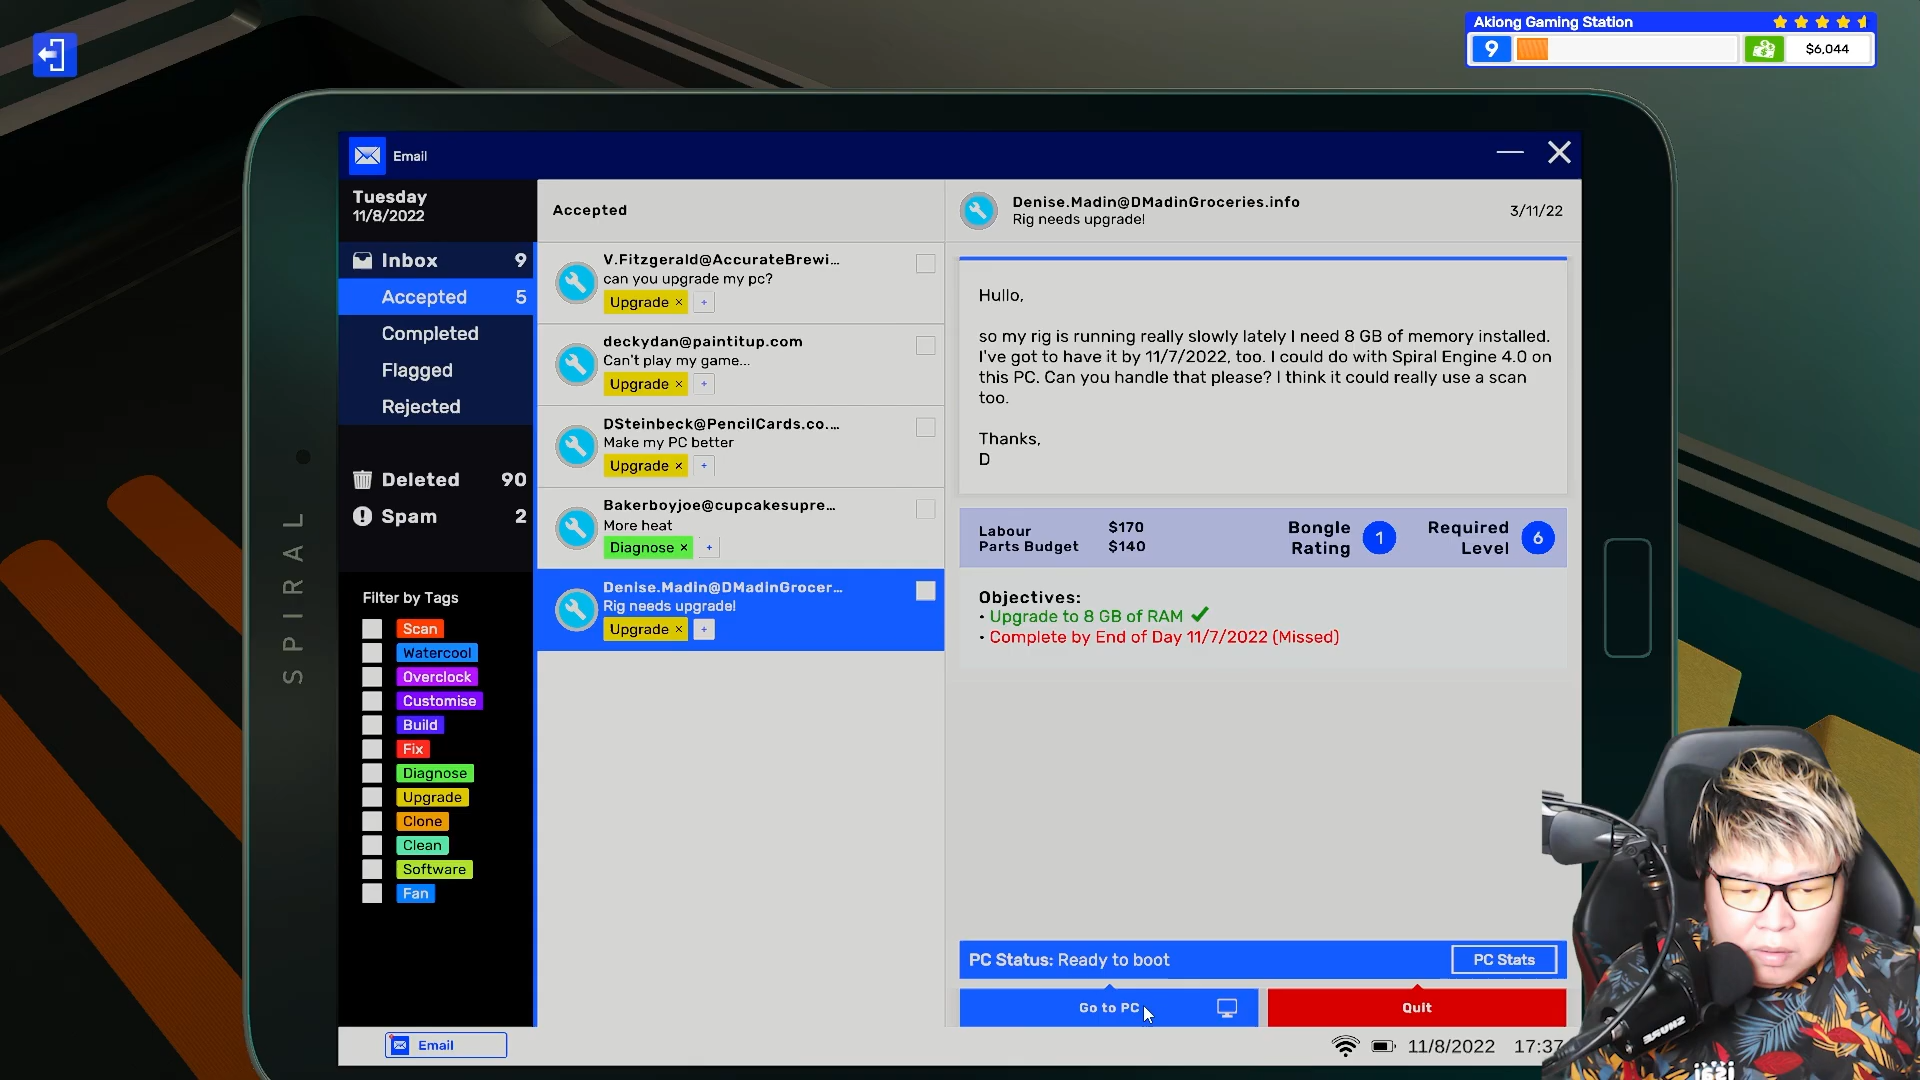 Akiong Gaming Station
9
$6,044
Email
Tuesday
11/8/2022
Inbox 9
Accepted 5
Completed
Flagged
Rejected
Deleted 90
Spam 2
Filter by Tags
Scan
Watercool
Overclock
Customise
Build
Fix
Diagnose
Upgrade
Clone
Clean
Software
Fan
Accepted
V.Fitzgerald@AccurateBrewi...
can you upgrade my pc?
Upgrade × +
deckydan@paintitup.com
Can't play my game...
Upgrade × +
DSteinbeck@PencilCards.co....
Make my PC better
Upgrade × +
Bakerboyjoe@cupcakesupre...
More heat
Diagnose × +
Denise.Madin@DMadinGrocer...
Rig needs upgrade!
Upgrade × +
Denise.Madin@DMadinGroceries.info
Rig needs upgrade!
3/11/22
Hullo,
so my rig is running really slowly lately I need 8 GB of memory installed.
I've got to have it by 11/7/2022, too. I could do with Spiral Engine 4.0 on
this PC. Can you handle that please? I think it could really use a scan
too.
Thanks,
D
Labour $170
Parts Budget $140
Bongle Rating 1
Required Level 6
Objectives:
• Upgrade to 8 GB of RAM ✓
• Complete by End of Day 11/7/2022 (Missed)
PC Status: Ready to boot
PC Stats
Go to PC
Quit
Email
11/8/2022 17:37
SPIRAL
SHURE